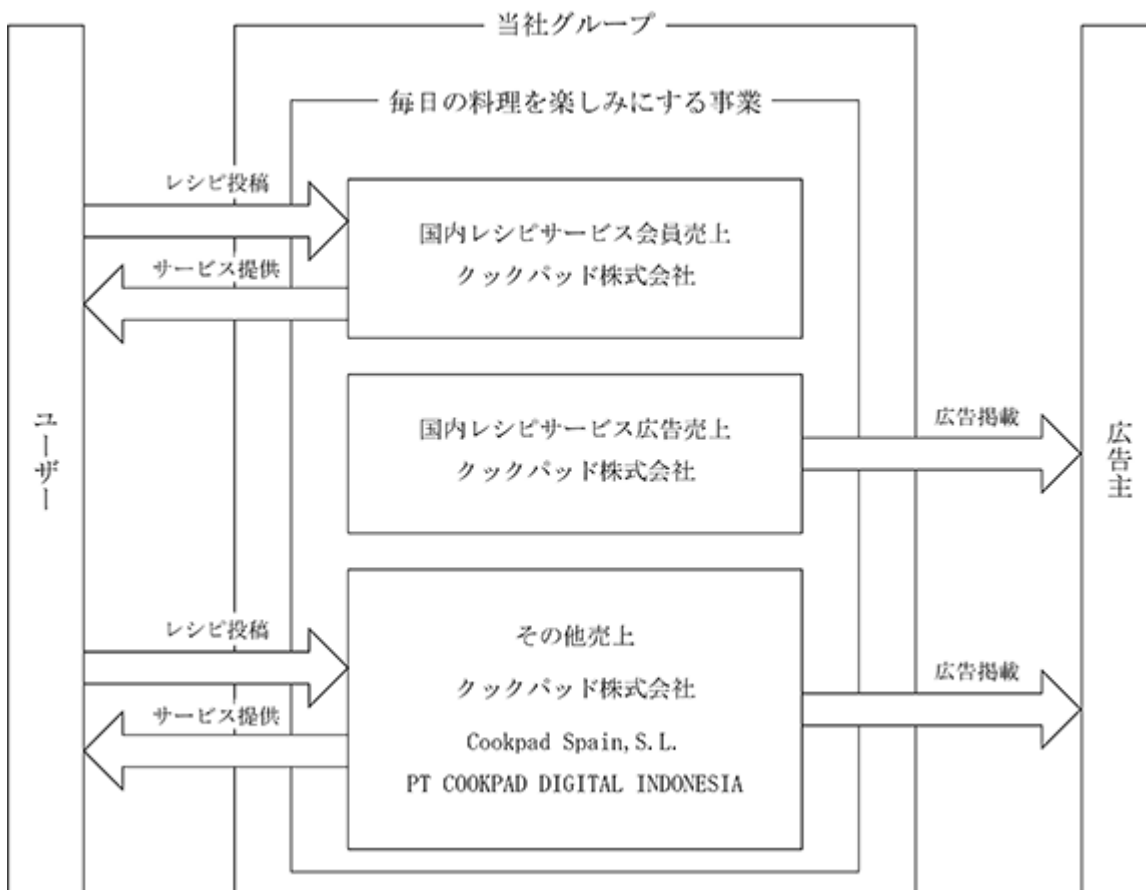 当社グループ
毎日の料理を楽しみにする事業
ユーザー
レシピ投稿
サービス提供
国内レシピサービス会員売上
クックパッド株式会社
国内レシピサービス広告売上
クックパッド株式会社
広告掲載
広告主
レシピ投稿
サービス提供
その他売上
クックパッド株式会社
Cookpad Spain,S.L.
PT COOKPAD DIGITAL INDONESIA
広告掲載